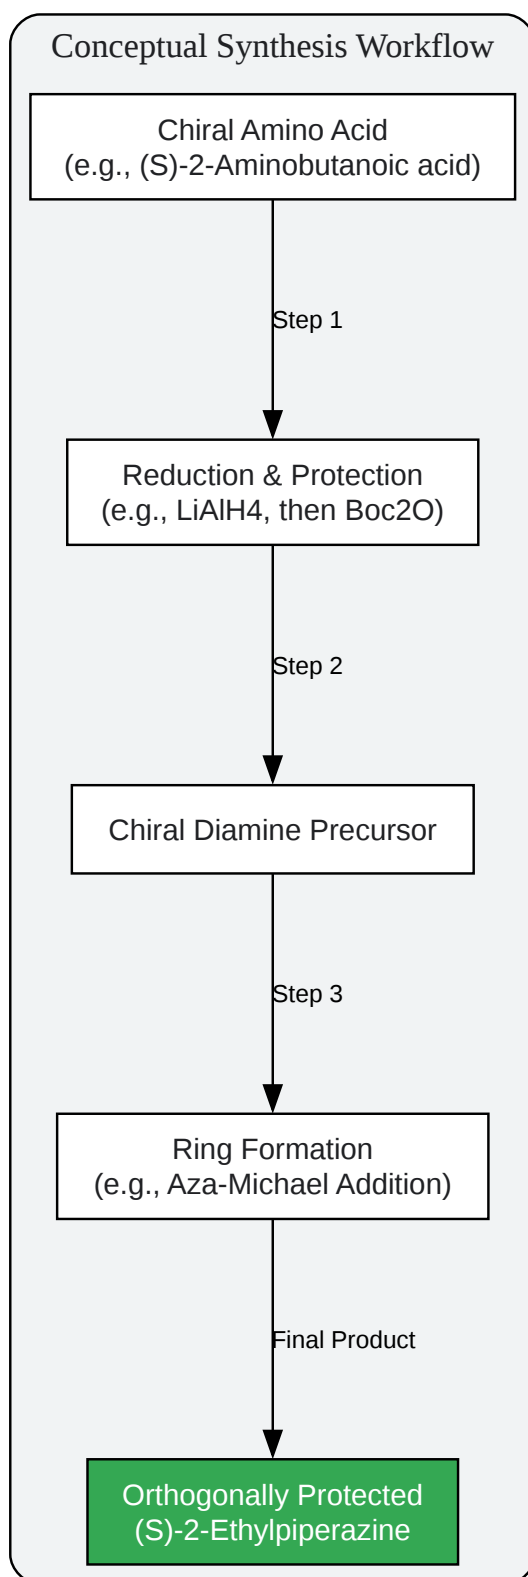 Conceptual Synthesis Workflow
Chiral Amino Acid
(e.g., (S)-2-Aminobutanoic acid)
Step 1
Reduction & Protection
(e.g., LiAlH4, then Boc2O)
Step 2
Chiral Diamine Precursor
Step 3
Ring Formation
(e.g., Aza-Michael Addition)
Final Product
Orthogonally Protected
(S)-2-Ethylpiperazine